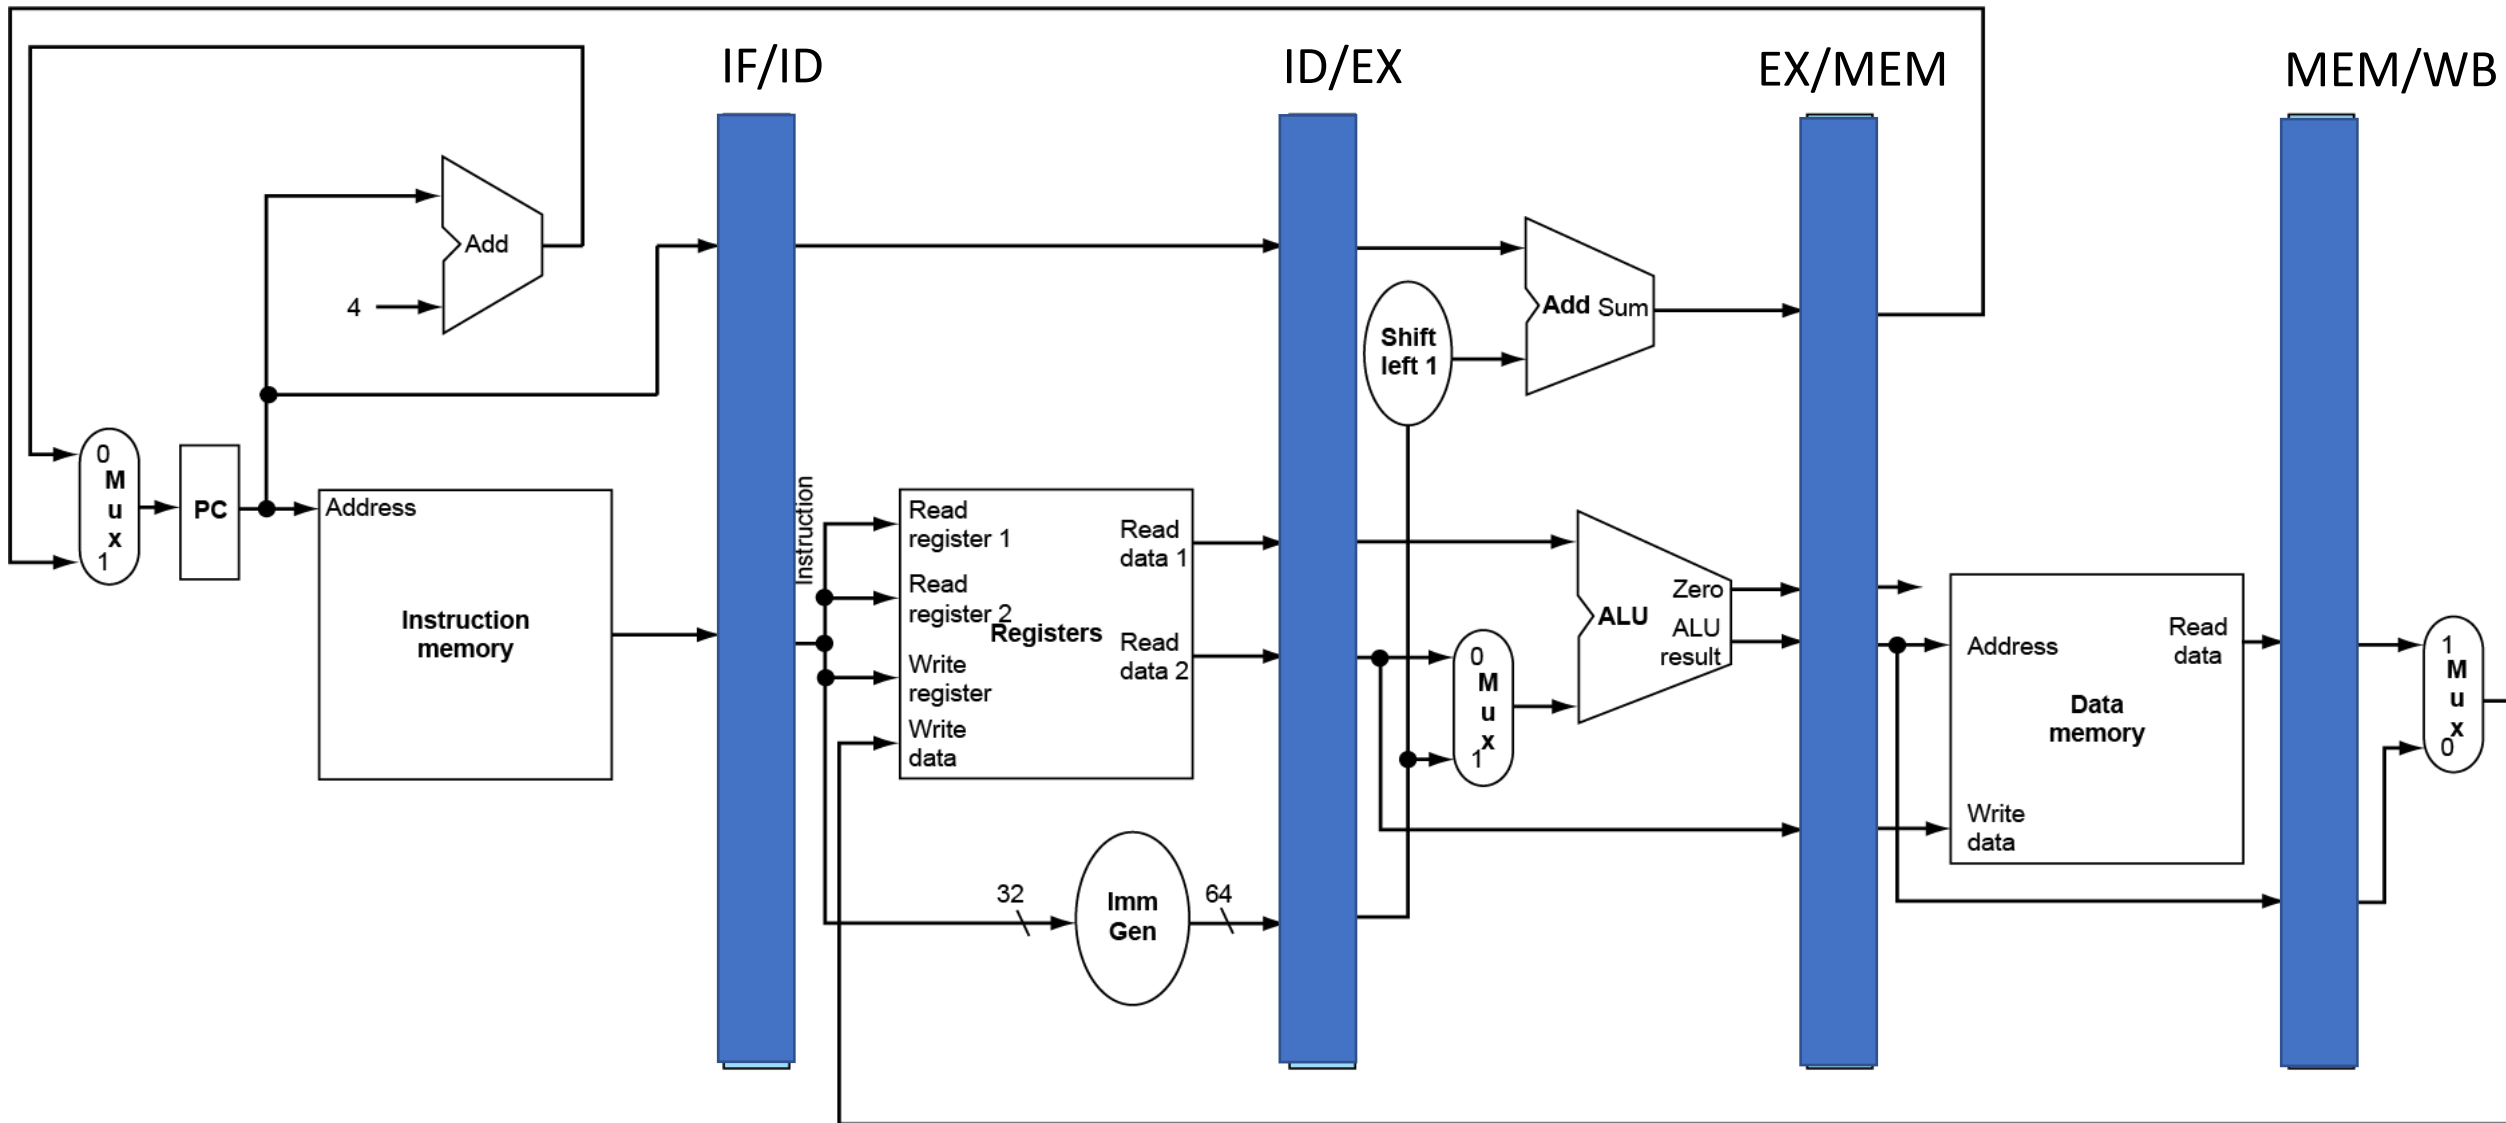 IF/ID
ID/EX
EX/MEM
MEM/WB
Add
4
0
M
u
x
1
PC
Address
Instruction
memory
Instruction
Read
register 1
Read
register 2
Registers
Write
register
Write
data
Read
data 1
Read
data 2
32
Imm
Gen
64
Shift
left 1
Add Sum
0
M
u
x
1
Zero
ALU
ALU
result
Address
Read
data
Data
memory
Write
data
1
M
u
x
0